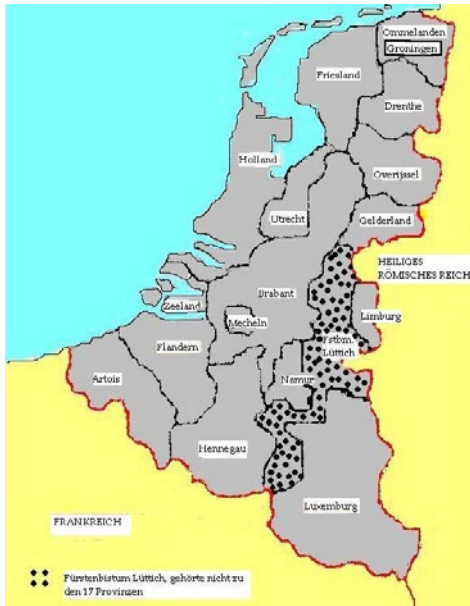 Ommelanden
Groningen
Friesland
Drenthe
Holland
Overijssel
Utrecht
Gelderland
HEILIGES
RÖMISCHES REICH
Zeeland
Brabant
Mecheln
Limburg
Flandern
Fstbm.
Lüttich
Artois
Namur
Hennegau
Luxemburg
FRANKREICH
Fürstenbistum Lüttich, gehörte nicht zu
den 17 Provinzen